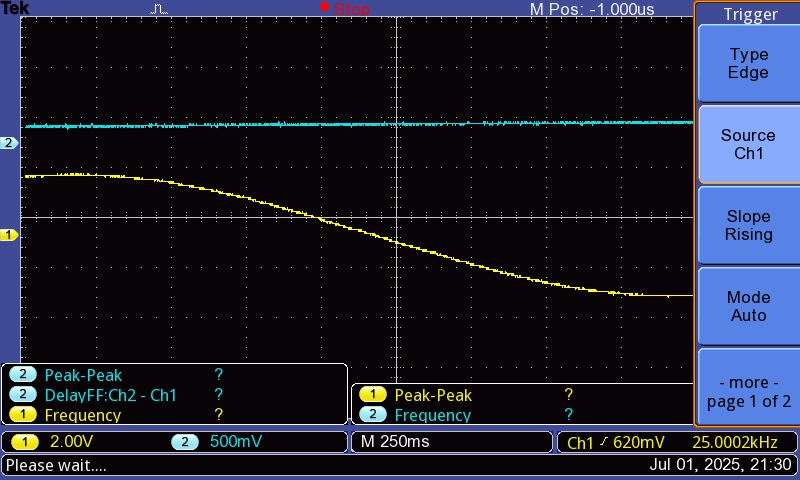 Tek
Stop
M Pos: -1.000us
Trigger
Type
Edge
Source
Ch1
Slope
Rising
Mode
Auto
- more -
page 1 of 2
2
1
2 Peak-Peak ?
2 DelayFF:Ch2 - Ch1 ?
1 Frequency ?
1 Peak-Peak ?
2 Frequency ?
1 2.00V 2 500mV
M 250ms
Ch1 620mV 25.0002kHz
Please wait....
Jul 01, 2025, 21:30